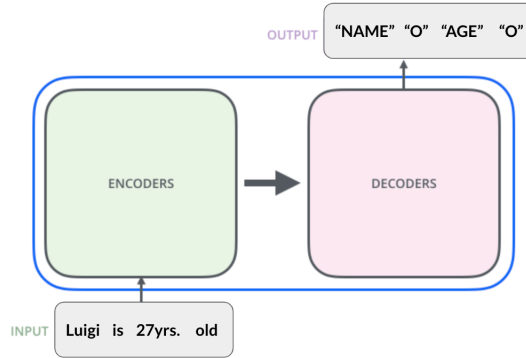 OUTPUT “NAME” “O” “AGE” “O”
ENCODERS DECODERS
INPUT Luigi is 27yrs. old